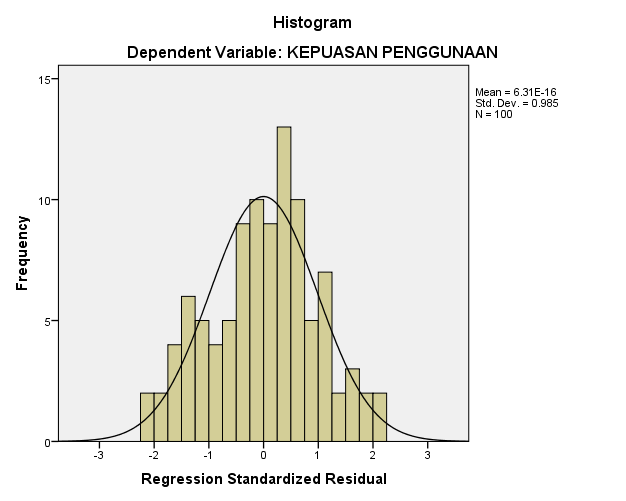 Histogram
Dependent Variable: KEPUASAN PENGGUNAAN
Mean = 6.31E-16
Std. Dev. = 0.985
N = 100
Frequency
15
10
5
0
-3 -2 -1 0 1 2 3
Regression Standardized Residual